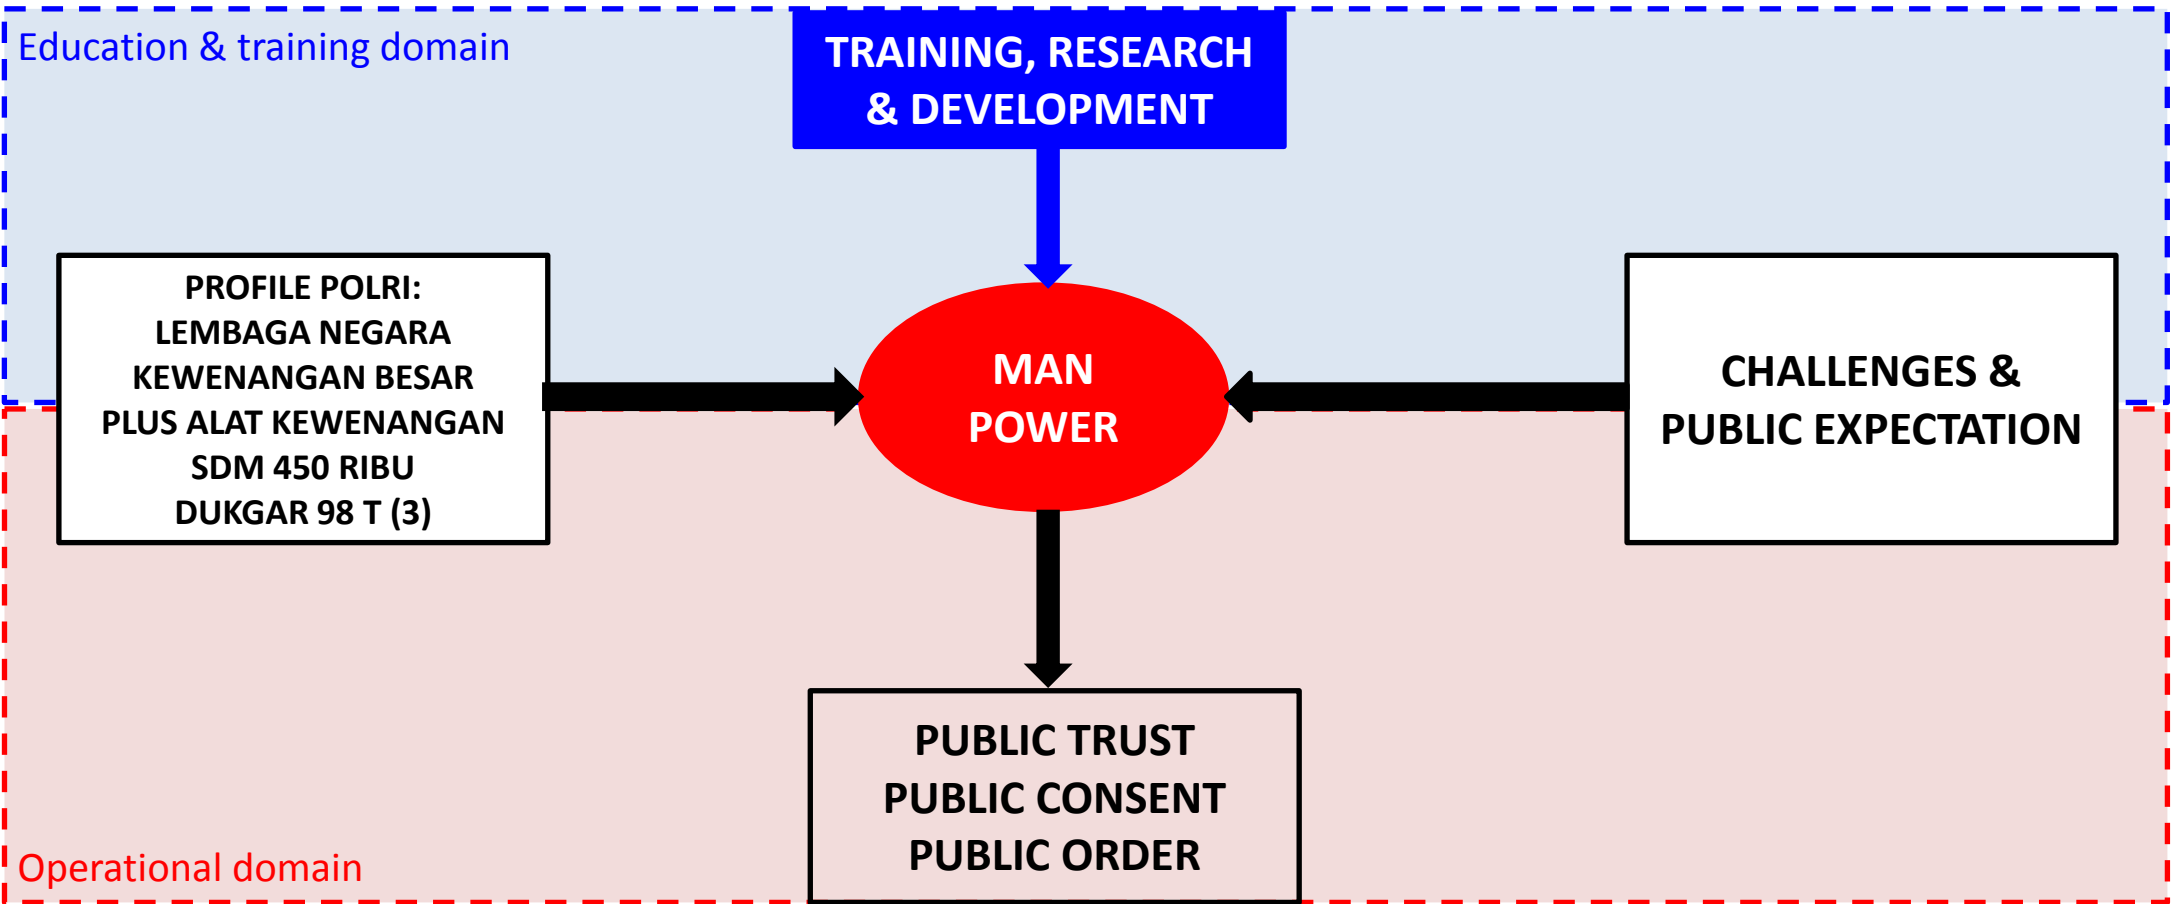 Education & training domain
TRAINING, RESEARCH
& DEVELOPMENT
PROFILE POLRI:
LEMBAGA NEGARA
KEWENANGAN BESAR
PLUS ALAT KEWENANGAN
SDM 450 RIBU
DUKGAR 98 T (3)
MAN
POWER
CHALLENGES &
PUBLIC EXPECTATION
PUBLIC TRUST
PUBLIC CONSENT
PUBLIC ORDER
Operational domain